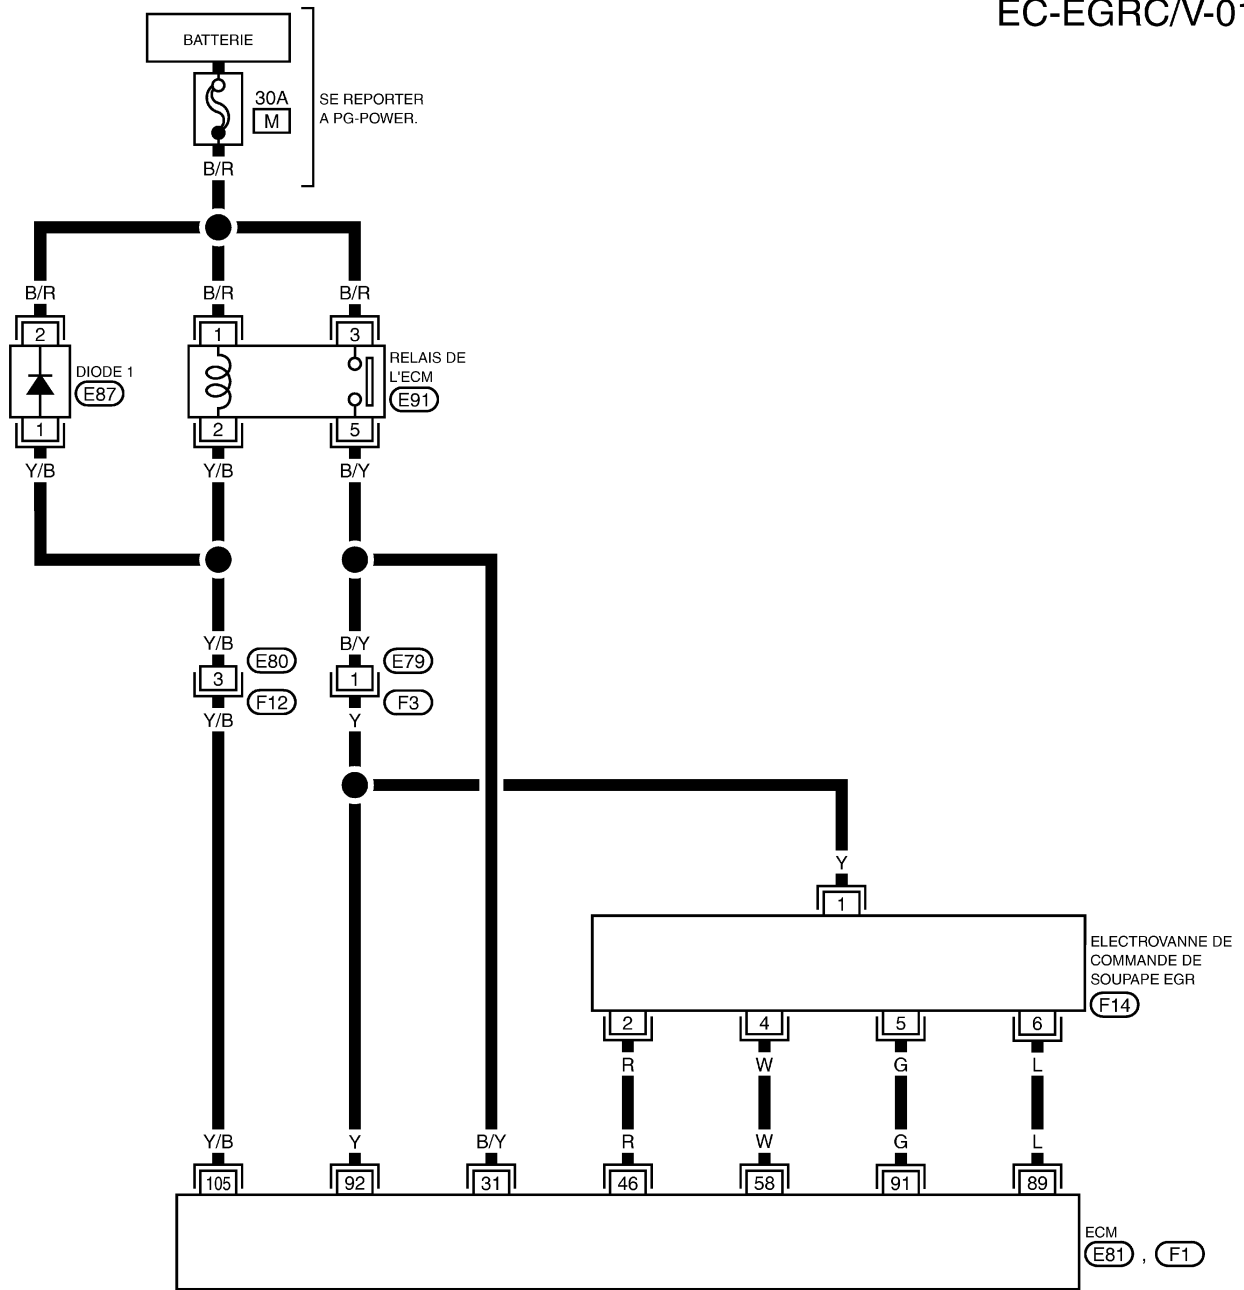 EC-EGRC/V-01
BATTERIE
30A
M
SE REPORTER
A PG-POWER.
B/R
B/R B/R B/R
2 1 3
DIODE 1
E87
RELAIS DE
L'ECM
E91
1 2 5
Y/B Y/B B/Y
Y/B B/Y
3 E80 1 E79
F12 F3
Y/B Y
Y
1
ELECTROVANNE DE
COMMANDE DE
SOUPAPE EGR
F14
2 4 5 6
R W G L
Y/B Y B/Y R W G L
105 92 31 46 58 91 89
ECM
E81 , F1